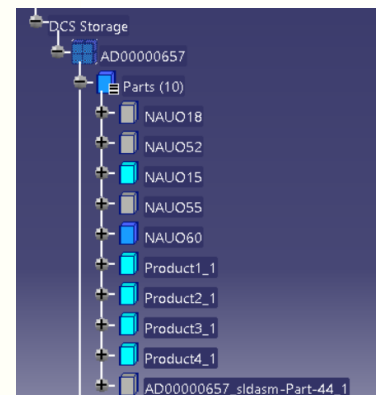 DCS Storage
AD00000657
Parts (10)
NAUO18
NAUO52
NAUO15
NAUO55
NAUO60
Product1_1
Product2_1
Product3_1
Product4_1
AD00000657_sldasm-Part-44_1